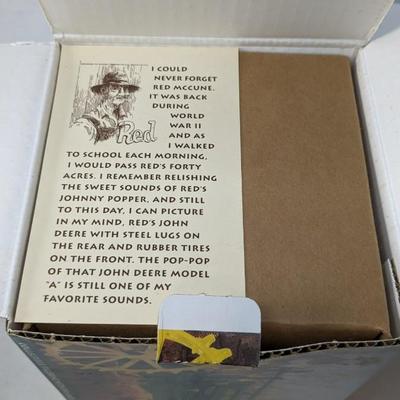 I COULD
NEVER FORGET
RED MCCUNE.
IT WAS BACK
DURING
WORLD
WAR II
AND AS
I WALKED
Red
TO SCHOOL EACH MORNING,
I WOULD PASS RED'S FORTY
ACRES. I REMEMBER RELISHING
THE SWEET SOUNDS OF RED'S
JOHNNY POPPER, AND STILL
TO THIS DAY, I CAN PICTURE
IN MY MIND, RED'S JOHN
DEERE WITH STEEL LUGS ON
THE REAR AND RUBBER TIRES
ON THE FRONT. THE POP-POP
OF THAT JOHN DEERE MODEL
"A" IS STILL ONE OF MY
FAVORITE SOUNDS.